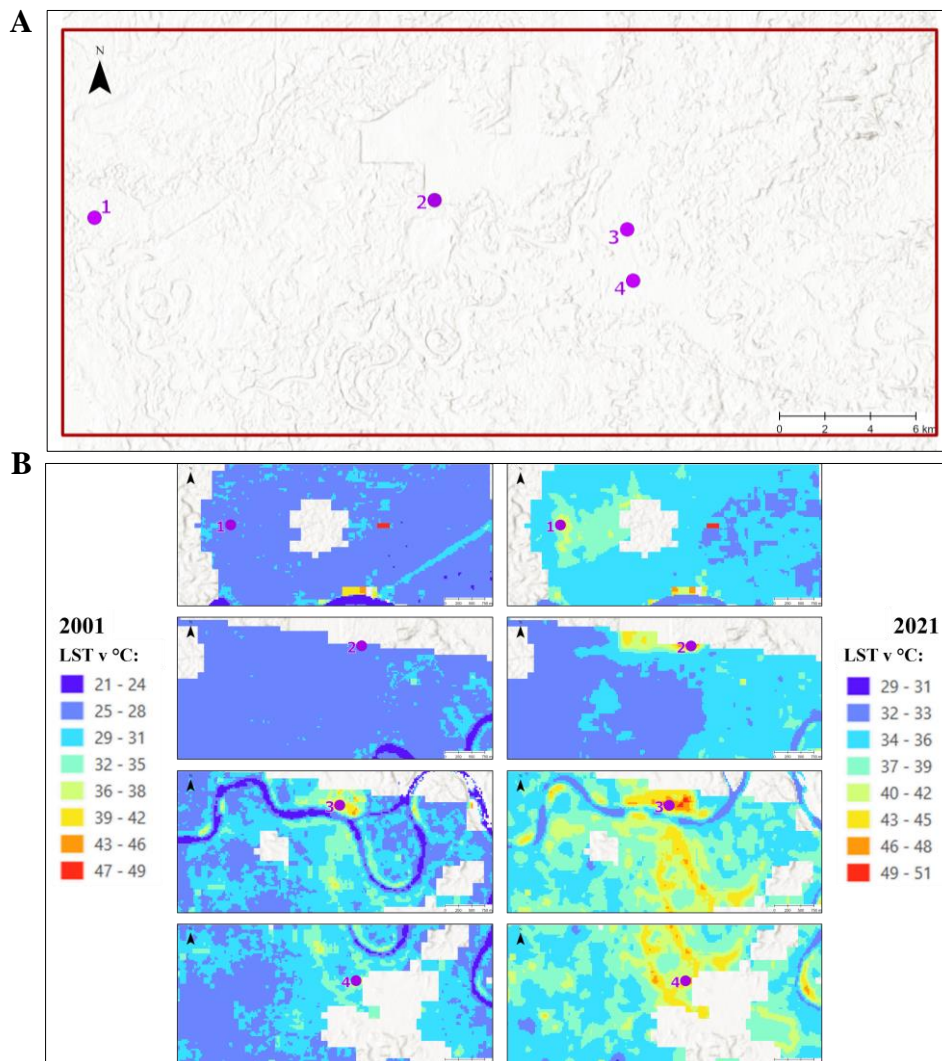 A
N
1
2
3
4
0 2 4 6 km
B
1
1
2001
LST v °C:
21 - 24
25 - 28
29 - 31
32 - 35
36 - 38
39 - 42
43 - 46
47 - 49
2
2
3
3
4
4
2021
LST v °C:
29 - 31
32 - 33
34 - 36
37 - 39
40 - 42
43 - 45
46 - 48
49 - 51